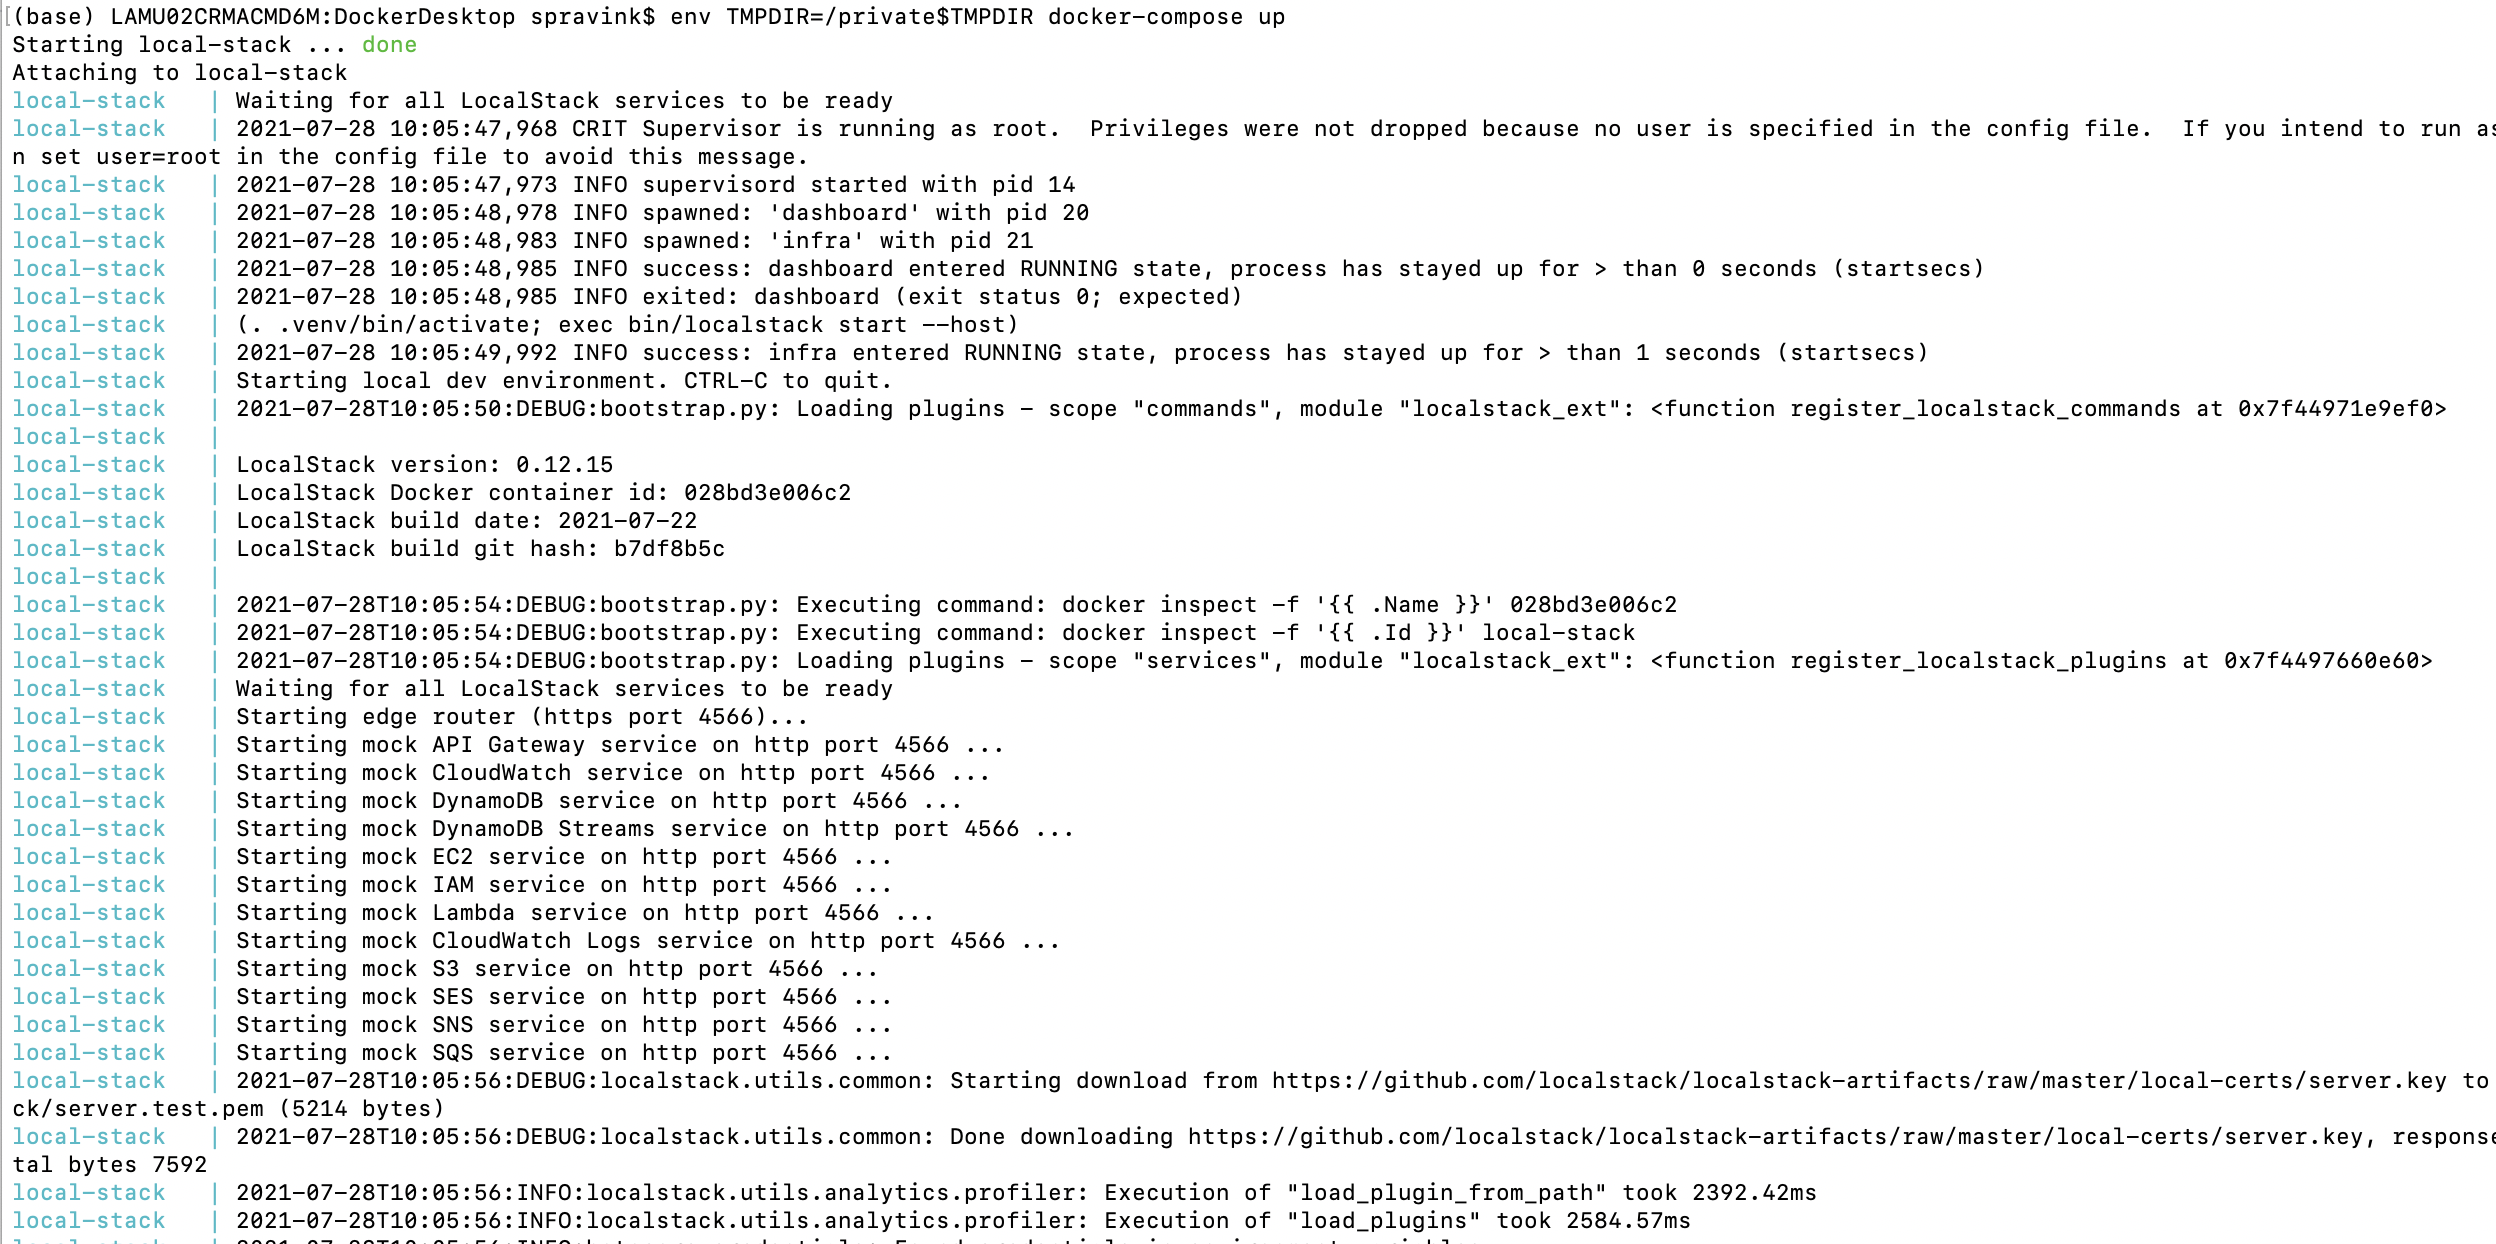 (base) LAMU02CRMACMD6M:DockerDesktop spravink$ env TMPDIR=/private$TMPDIR docker-compose up
Starting local-stack ... done
Attaching to local-stack
local-stack   | Waiting for all LocalStack services to be ready
local-stack   | 2021-07-28 10:05:47,968 CRIT Supervisor is running as root.  Privileges were not dropped because no user is specified in the config file.  If you intend to run as
n set user=root in the config file to avoid this message.
local-stack   | 2021-07-28 10:05:47,973 INFO supervisord started with pid 14
local-stack   | 2021-07-28 10:05:48,978 INFO spawned: 'dashboard' with pid 20
local-stack   | 2021-07-28 10:05:48,983 INFO spawned: 'infra' with pid 21
local-stack   | 2021-07-28 10:05:48,985 INFO success: dashboard entered RUNNING state, process has stayed up for > than 0 seconds (startsecs)
local-stack   | 2021-07-28 10:05:48,985 INFO exited: dashboard (exit status 0; expected)
local-stack   | (. .venv/bin/activate; exec bin/localstack start --host)
local-stack   | 2021-07-28 10:05:49,992 INFO success: infra entered RUNNING state, process has stayed up for > than 1 seconds (startsecs)
local-stack   | Starting local dev environment. CTRL-C to quit.
local-stack   | 2021-07-28T10:05:50:DEBUG:bootstrap.py: Loading plugins - scope "commands", module "localstack_ext": <function register_localstack_commands at 0x7f44971e9ef0>
local-stack   |
local-stack   | LocalStack version: 0.12.15
local-stack   | LocalStack Docker container id: 028bd3e006c2
local-stack   | LocalStack build date: 2021-07-22
local-stack   | LocalStack build git hash: b7df8b5c
local-stack   |
local-stack   | 2021-07-28T10:05:54:DEBUG:bootstrap.py: Executing command: docker inspect -f '{{ .Name }}' 028bd3e006c2
local-stack   | 2021-07-28T10:05:54:DEBUG:bootstrap.py: Executing command: docker inspect -f '{{ .Id }}' local-stack
local-stack   | 2021-07-28T10:05:54:DEBUG:bootstrap.py: Loading plugins - scope "services", module "localstack_ext": <function register_localstack_plugins at 0x7f4497660e60>
local-stack   | Waiting for all LocalStack services to be ready
local-stack   | Starting edge router (https port 4566)...
local-stack   | Starting mock API Gateway service on http port 4566 ...
local-stack   | Starting mock CloudWatch service on http port 4566 ...
local-stack   | Starting mock DynamoDB service on http port 4566 ...
local-stack   | Starting mock DynamoDB Streams service on http port 4566 ...
local-stack   | Starting mock EC2 service on http port 4566 ...
local-stack   | Starting mock IAM service on http port 4566 ...
local-stack   | Starting mock Lambda service on http port 4566 ...
local-stack   | Starting mock CloudWatch Logs service on http port 4566 ...
local-stack   | Starting mock S3 service on http port 4566 ...
local-stack   | Starting mock SES service on http port 4566 ...
local-stack   | Starting mock SNS service on http port 4566 ...
local-stack   | Starting mock SQS service on http port 4566 ...
local-stack   | 2021-07-28T10:05:56:DEBUG:localstack.utils.common: Starting download from https://github.com/localstack/localstack-artifacts/raw/master/local-certs/server.key to
ck/server.test.pem (5214 bytes)
local-stack   | 2021-07-28T10:05:56:DEBUG:localstack.utils.common: Done downloading https://github.com/localstack/localstack-artifacts/raw/master/local-certs/server.key, response
tal bytes 7592
local-stack   | 2021-07-28T10:05:56:INFO:localstack.utils.analytics.profiler: Execution of "load_plugin_from_path" took 2392.42ms
local-stack   | 2021-07-28T10:05:56:INFO:localstack.utils.analytics.profiler: Execution of "load_plugins" took 2584.57ms